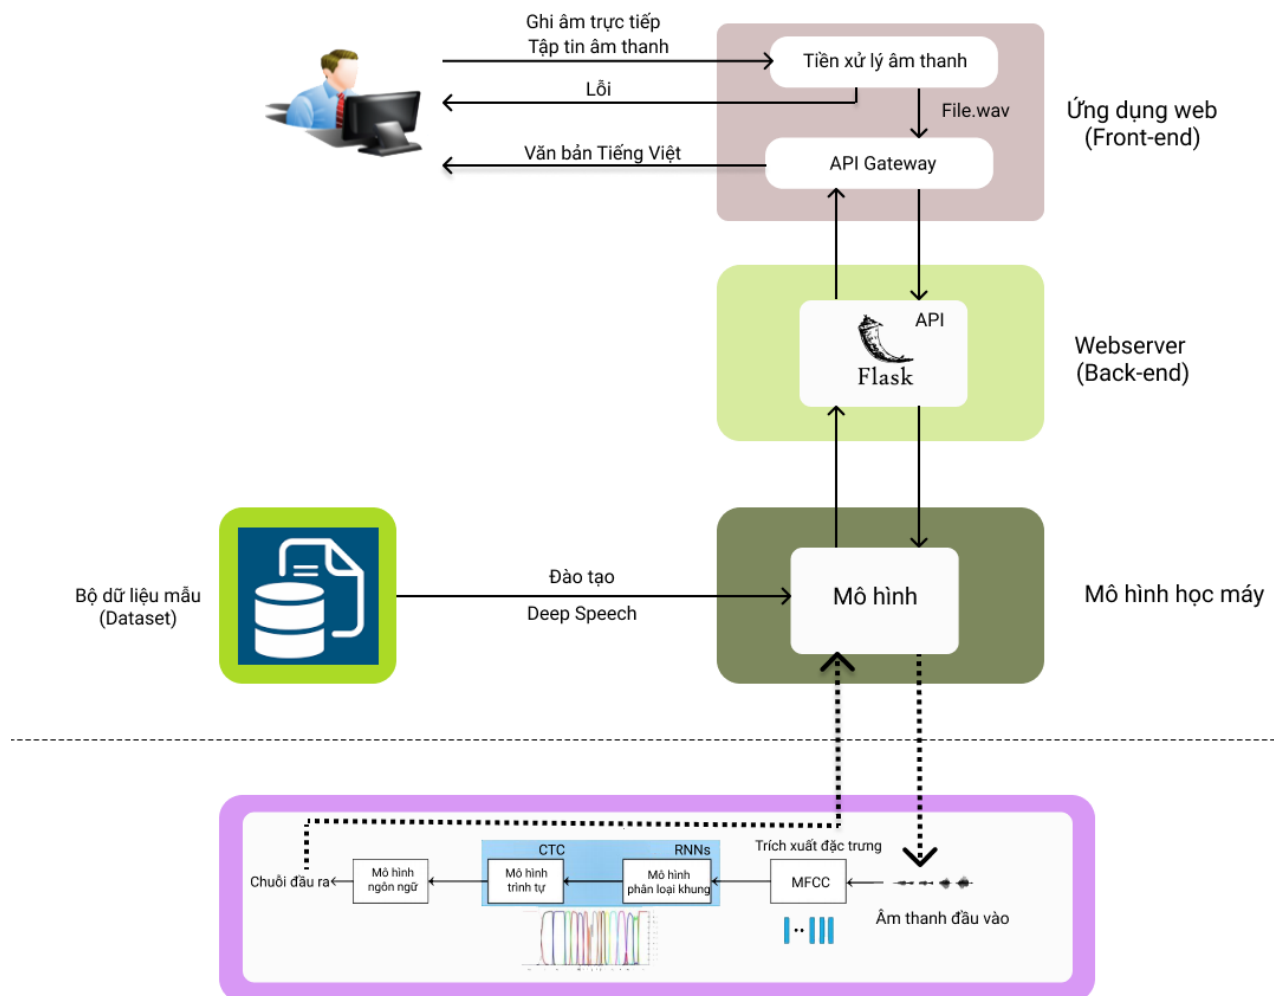 Ghi âm trực tiếp
Tập tin âm thanh
Tiền xử lý âm thanh
Lỗi
File.wav
Ứng dụng web
(Front-end)
Văn bản Tiếng Việt
API Gateway
API
Flask
Webserver
(Back-end)
Bộ dữ liệu mẫu
(Dataset)
Đào tạo
Deep Speech
Mô hình
Mô hình học máy
Trích xuất đặc trưng
CTC
RNNs
Chuỗi đầu ra
Mô hình
ngôn ngữ
Mô hình
trình tự
Mô hình
phân loại khung
MFCC
Âm thanh đầu vào